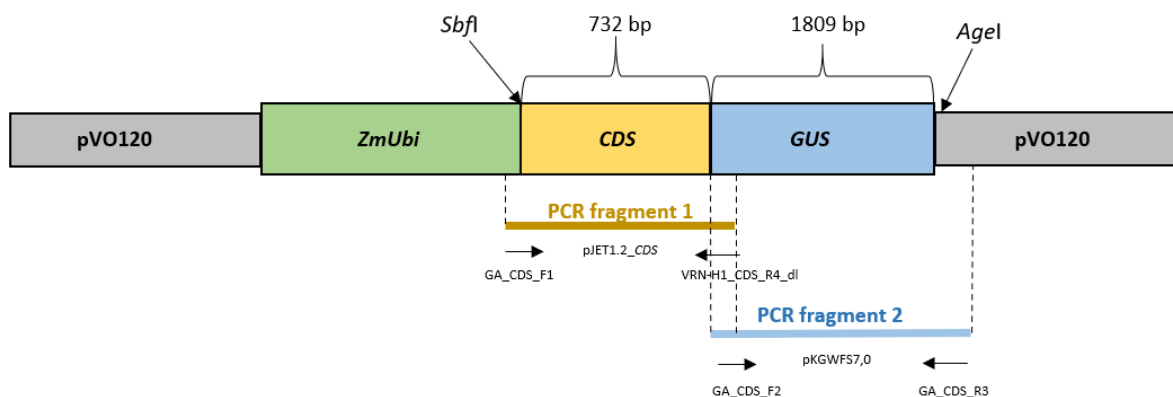 SbfI
732 bp
1809 bp
AgeI
pVO120
ZmUbi
CDS
GUS
pVO120
PCR fragment 1
pJET1.2_CDS
GA_CDS_F1
VRN-H1_CDS_R4_dl
PCR fragment 2
pKGWFS7,0
GA_CDS_F2
GA_CDS_R3